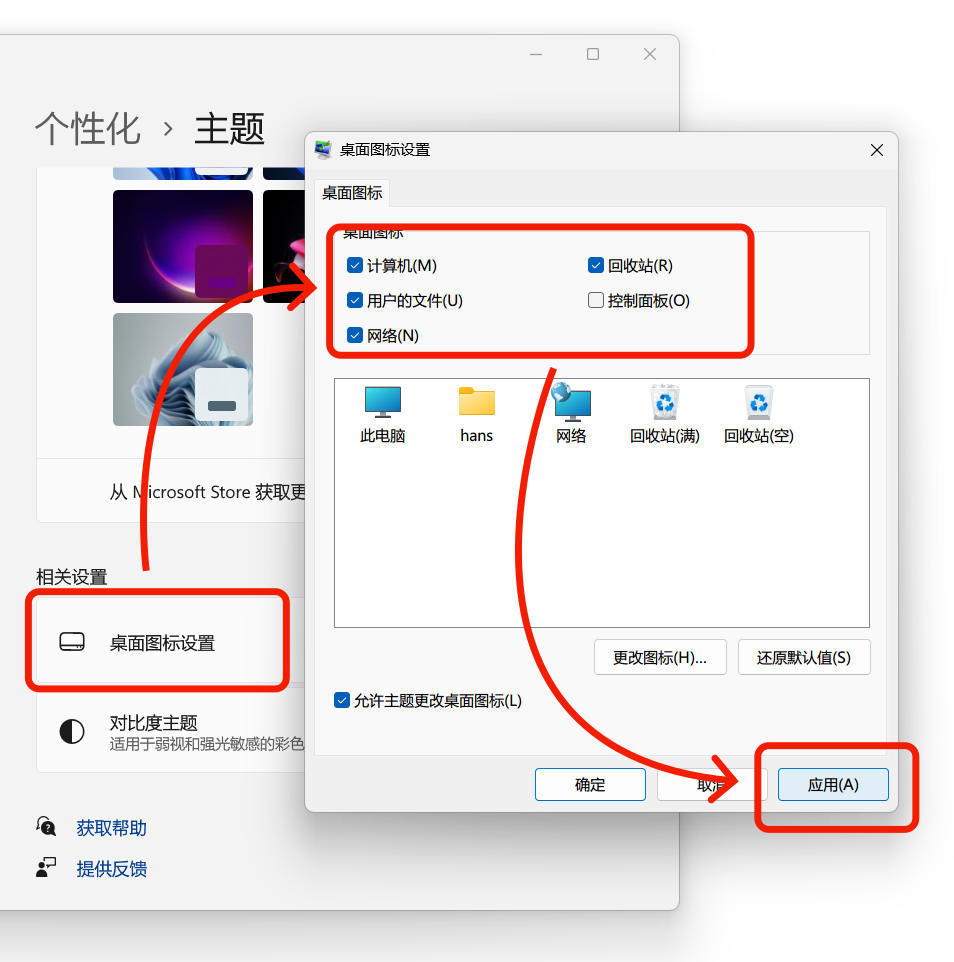 个性化 › 主题
从 Microsoft Store 获取更
相关设置
桌面图标设置
对比度主题
适用于弱视和强光敏感的彩色
获取帮助
提供反馈
桌面图标设置
桌面图标
桌面图标
计算机(M)
回收站(R)
用户的文件(U)
控制面板(O)
网络(N)
此电脑
hans
网络
回收站(满)
回收站(空)
更改图标(H)...
还原默认值(S)
允许主题更改桌面图标(L)
确定
取消
应用(A)